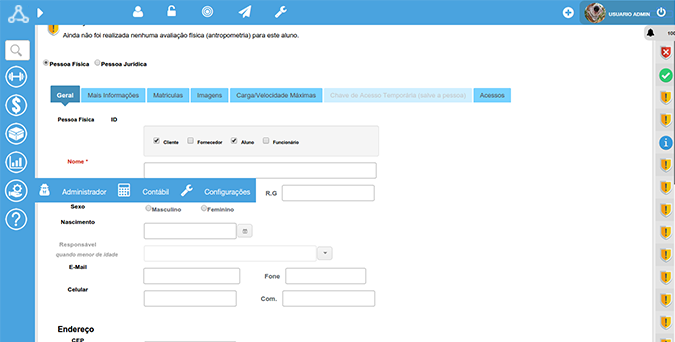 USUARIO ADMIN
Ainda não foi realizada nenhuma avaliação física (antropometria) para este aluno.
100
Pessoa Física Pessoa Jurídica
Geral Mais Informações Matrículas Imagens Carga/Velocidade Máximas Chave de Acesso Temporária (salve a pessoa) Acessos
Pessoa Física ID
Cliente Fornecedor Aluno Funcionário
Nome *
Administrador Contábil Configurações R.G
Sexo Masculino Feminino
Nascimento
Responsável
quando menor de idade
E-Mail Fone
Celular Com.
Endereço
CEP